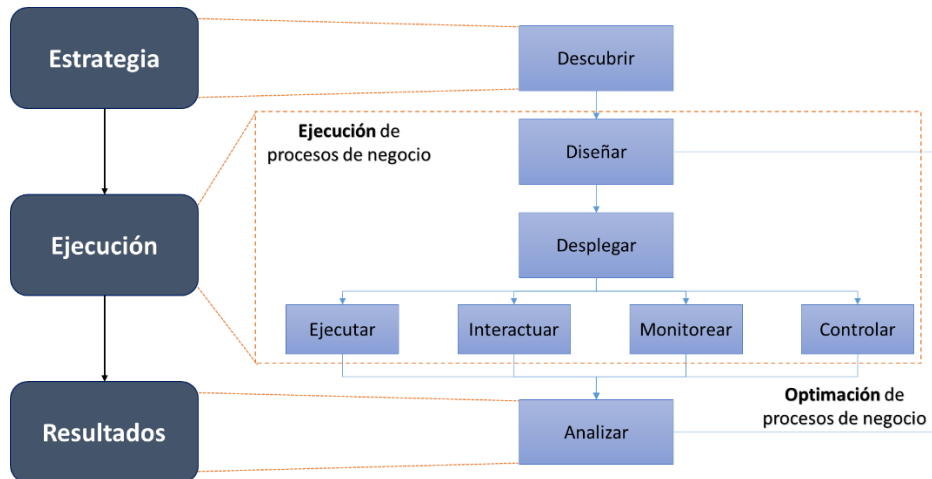 Estrategia
Descubrir
Ejecución de
procesos de negocio
Diseñar
Ejecución
Desplegar
Ejecutar
Interactuar
Monitorear
Controlar
Optimación de
procesos de negocio
Resultados
Analizar